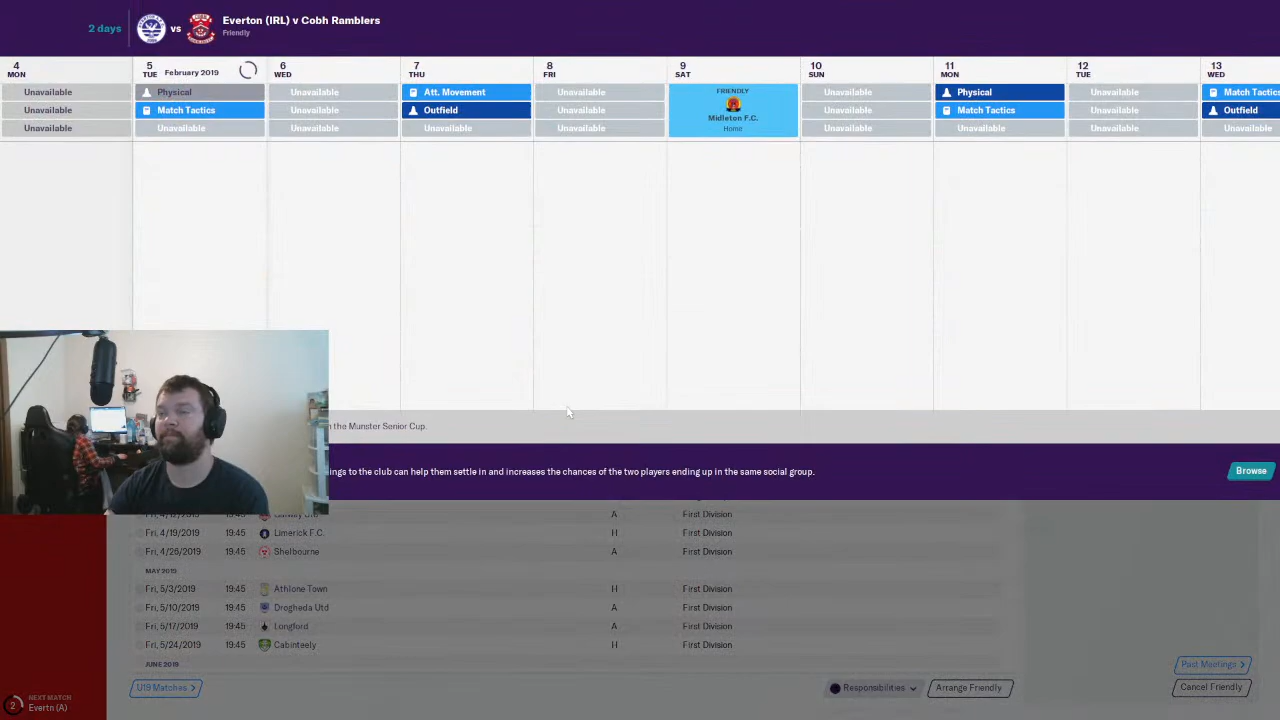 2 days
vs
Everton (IRL) v Cobh Ramblers
Friendly
4
MON
5
TUE
February 2019
6
WED
7
THU
8
FRI
9
SAT
10
SUN
11
MON
12
TUE
13
WED
Unavailable
Physical
Unavailable
Att. Movement
Unavailable
FRIENDLY
Unavailable
Physical
Unavailable
Match Tactics
Unavailable
Match Tactics
Unavailable
Outfield
Unavailable
Midleton F.C.
Unavailable
Match Tactics
Unavailable
Outfield
Unavailable
Unavailable
Unavailable
Unavailable
Unavailable
Home
Unavailable
Unavailable
Unavailable
Unavailable
the Munster Senior Cup.
to the club can help them settle in and increases the chances of the two players ending up in the same social group.
Browse
A First Division
Fri, 4/19/2019 19:45 Limerick F.C. H First Division
Fri, 4/26/2019 19:45 Shelbourne A First Division
MAY 2019
Fri, 5/3/2019 19:45 Athlone Town H First Division
Fri, 5/10/2019 19:45 Drogheda Utd A First Division
Fri, 5/17/2019 19:45 Longford A First Division
Fri, 5/24/2019 19:45 Cabinteely H First Division
JUNE 2019
Past Meetings >
U19 Matches >
Responsibilities
Arrange Friendly
Cancel Friendly
2
NEXT MATCH
Evertn (A)